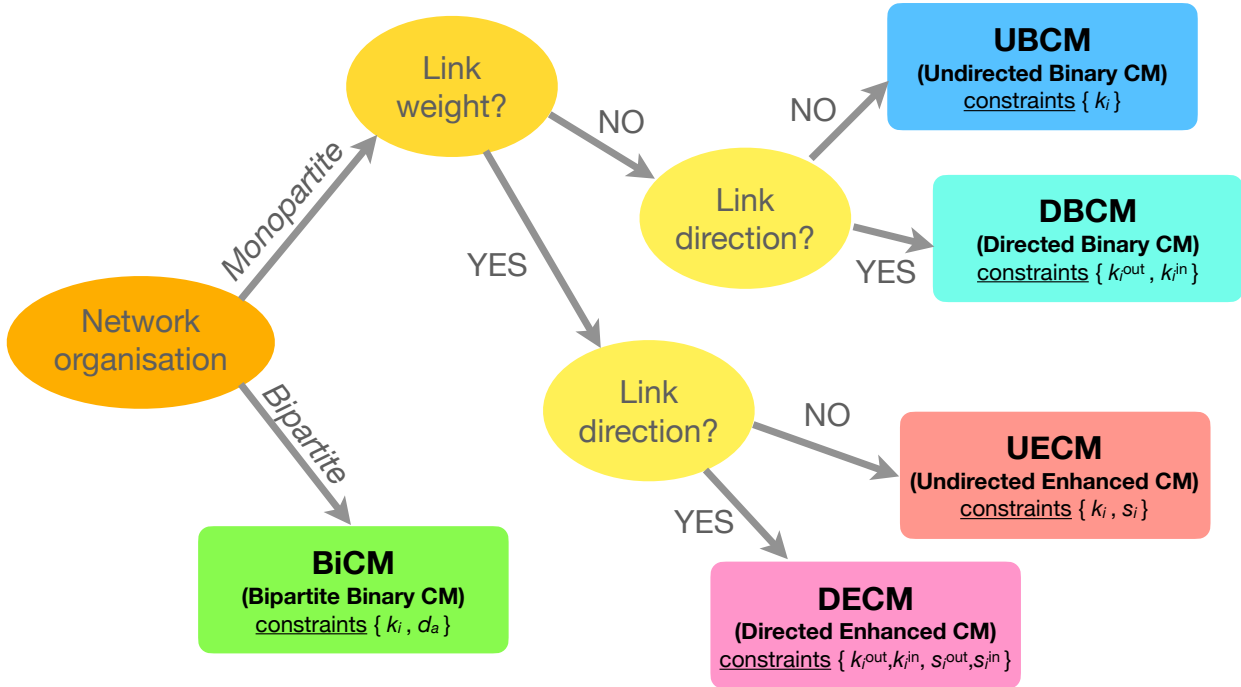 Link
weight?
UBCM
(Undirected Binary CM)
constraints { kᵢ }
NO
NO
Monopartite
Link
direction?
DBCM
(Directed Binary CM)
constraints { kᵢᵒᵘᵗ , kᵢⁱⁿ }
YES
YES
Network
organisation
Link
direction?
NO
UECM
(Undirected Enhanced CM)
constraints { kᵢ , sᵢ }
Bipartite
YES
BiCM
(Bipartite Binary CM)
constraints { kᵢ , dₐ }
DECM
(Directed Enhanced CM)
constraints { kᵢᵒᵘᵗ,kᵢⁱⁿ, sᵢᵒᵘᵗ,sᵢⁱⁿ }